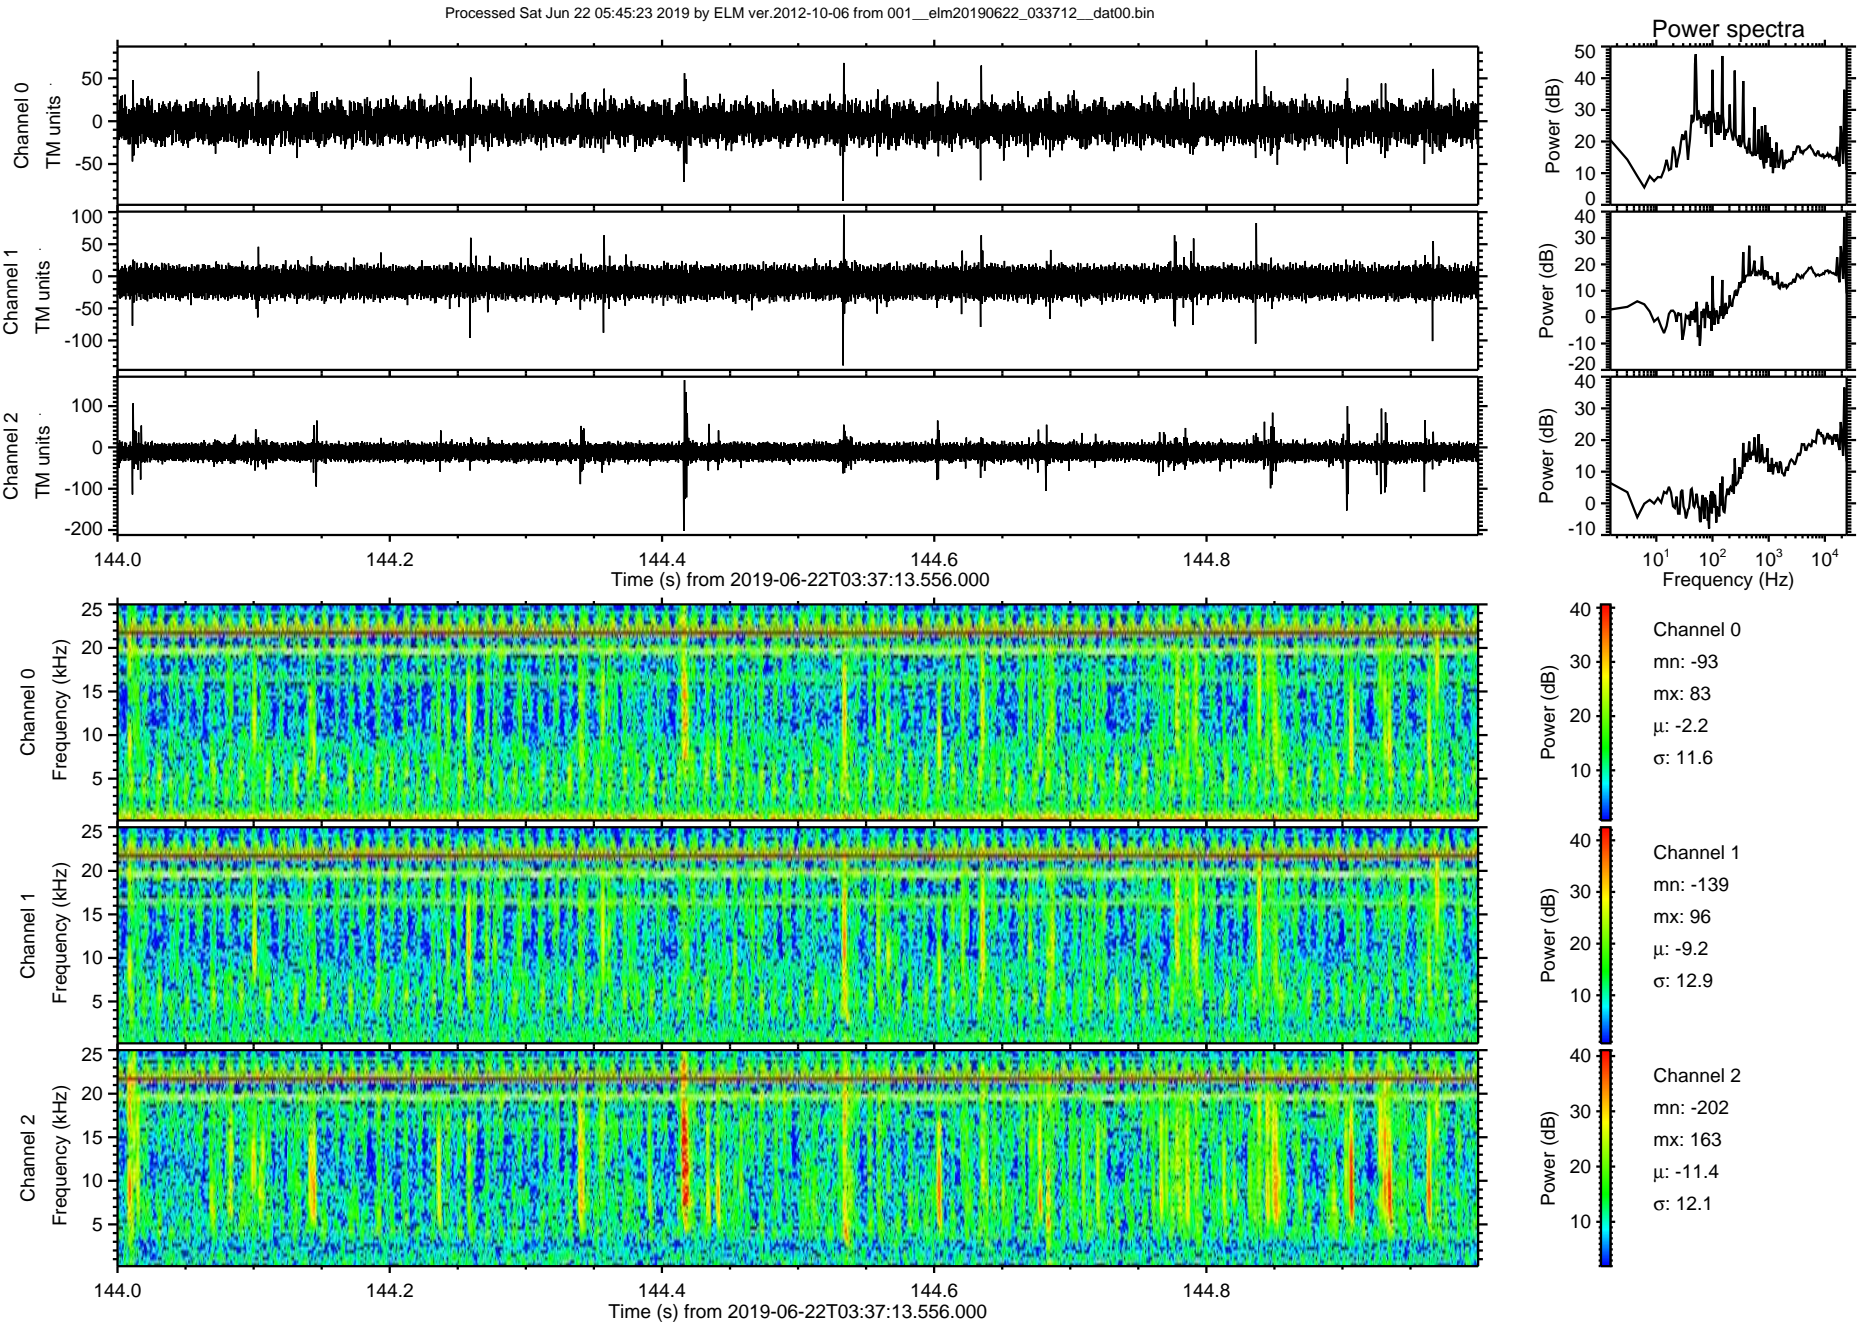 Processed Sat Jun 22 05:45:23 2019 by ELM ver.2012-10-06 from 001__elm20190622_033712__dat00.bin
Power spectra
Channel 0
TM units
50
0
-50
Power (dB)
50
40
30
20
10
0
Channel 1
TM units
100
50
0
-50
-100
Power (dB)
40
30
20
10
0
-10
-20
Channel 2
TM units
100
0
-100
-200
Power (dB)
40
30
20
10
0
-10
144.0 144.2 144.4 144.6 144.8
Time (s) from 2019-06-22T03:37:13.556.000
10^1 10^2 10^3 10^4
Frequency (Hz)
Channel 0
Frequency (kHz)
25
20
15
10
5
Power (dB)
40
30
20
10
Channel 0
mn: -93
mx: 83
μ: -2.2
σ: 11.6
Channel 1
Frequency (kHz)
25
20
15
10
5
Power (dB)
40
30
20
10
Channel 1
mn: -139
mx: 96
μ: -9.2
σ: 12.9
Channel 2
Frequency (kHz)
25
20
15
10
5
Power (dB)
40
30
20
10
Channel 2
mn: -202
mx: 163
μ: -11.4
σ: 12.1
144.0 144.2 144.4 144.6 144.8
Time (s) from 2019-06-22T03:37:13.556.000